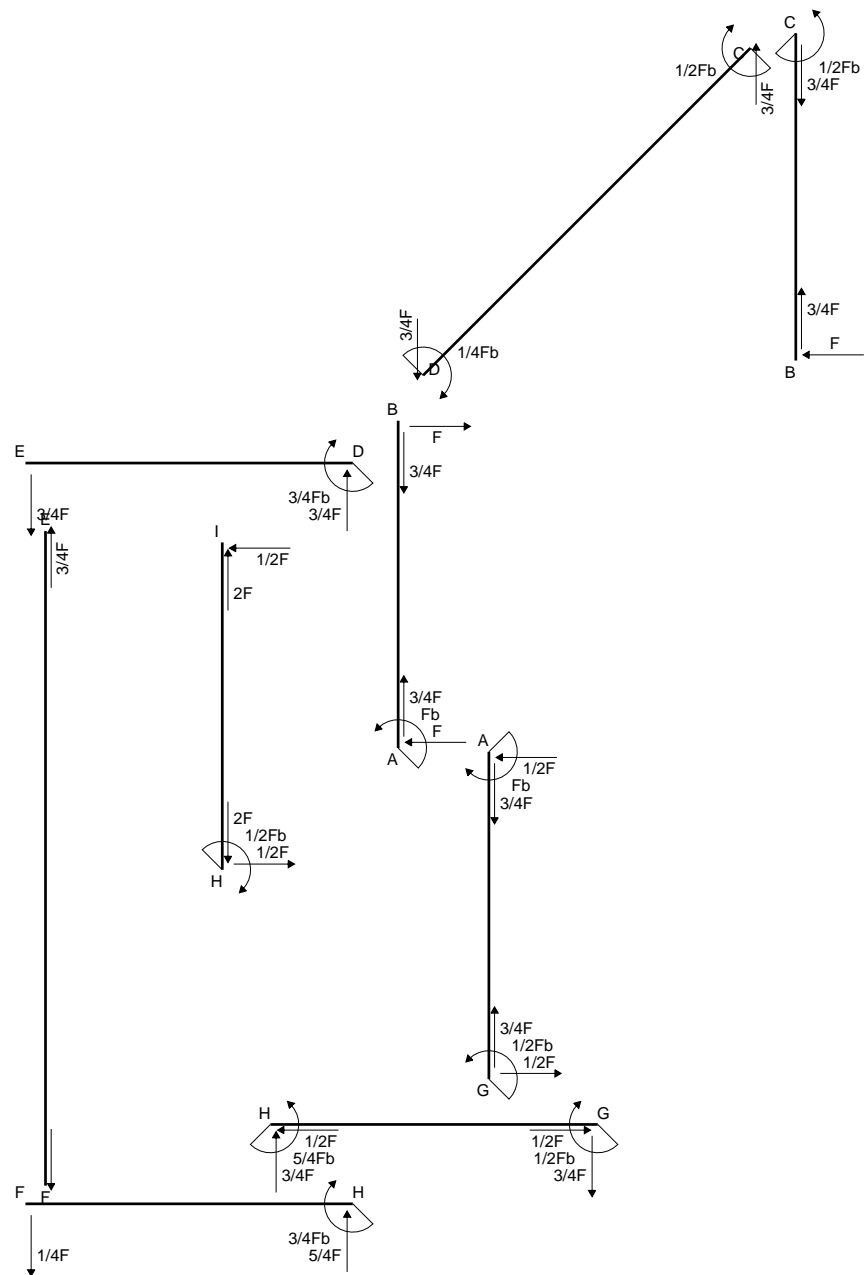 C
C
1/2Fb
1/2Fb
3/4F
3/4F
3/4F
F
B
3/4F
1/4Fb
D
B
F
3/4F
E
D
3/4Fb
3/4F
3/4F
E
3/4F
I
1/2F
2F
3/4F
Fb
F
A
A
1/2F
Fb
3/4F
2F
1/2Fb
1/2F
H
3/4F
1/2Fb
1/2F
G
H
G
1/2F
5/4Fb
3/4F
1/2F
1/2Fb
3/4F
F
F
H
1/4F
3/4Fb
5/4F